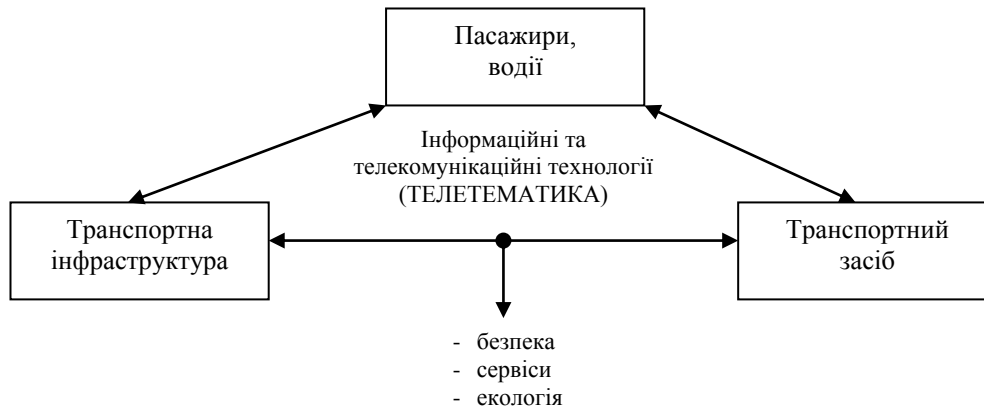 Пасажири,
водії
Інформаційні та
телекомунікаційні технології
(ТЕЛЕТЕМАТИКА)
Транспортна
інфраструктура
Транспортний
засіб
- безпека
- сервіси
- екологія